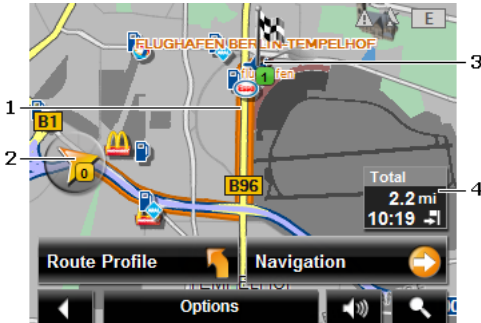 E
FLUGHAFEN BERLIN-TEMPELHOF
3
1
1
B1
2
0
B96
Total
2.2 mi
4
10:19
Route Profile
Navigation
Options